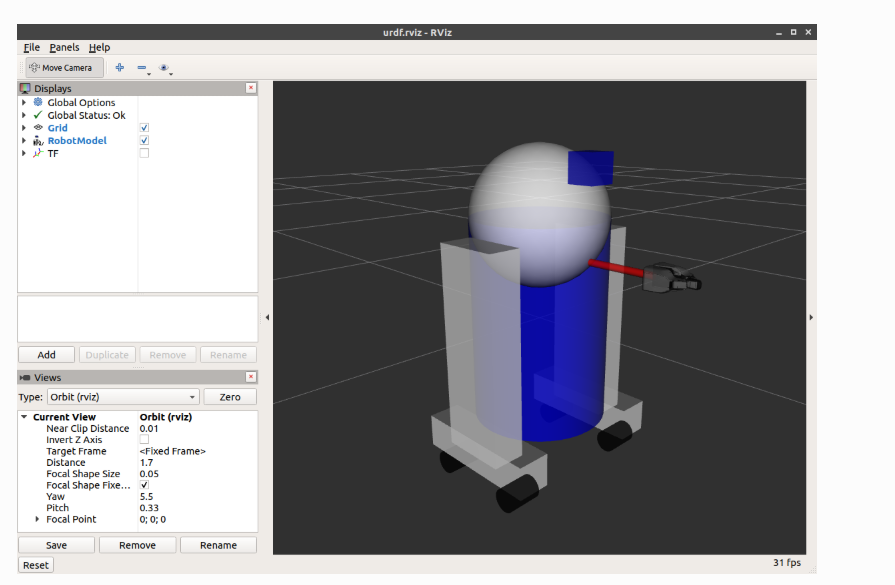 urdf.rviz - RViz
File Panels Help
Move Camera
Displays
Global Options
Global Status: Ok
Grid
RobotModel
TF
Add Duplicate Remove Rename
Views
Type: Orbit (rviz) Zero
Current View Orbit (rviz)
Near Clip Distance 0.01
Invert Z Axis
Target Frame <Fixed Frame>
Distance 1.7
Focal Shape Size 0.05
Focal Shape Fixe...
Yaw 5.5
Pitch 0.33
Focal Point 0; 0; 0
Save Remove Rename
Reset 31 fps